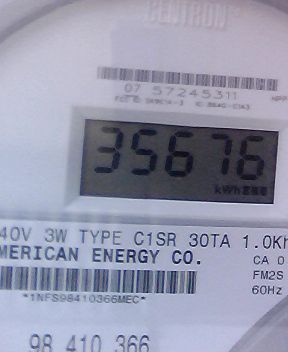 CENTRON
07 57245311
35676
kWh
40V 3W TYPE C1SR 30TA 1.0Kh
MERICAN ENERGY CO.
CA 0
FM2S
60Hz
*1NFS98410366MEC*
98 410 366